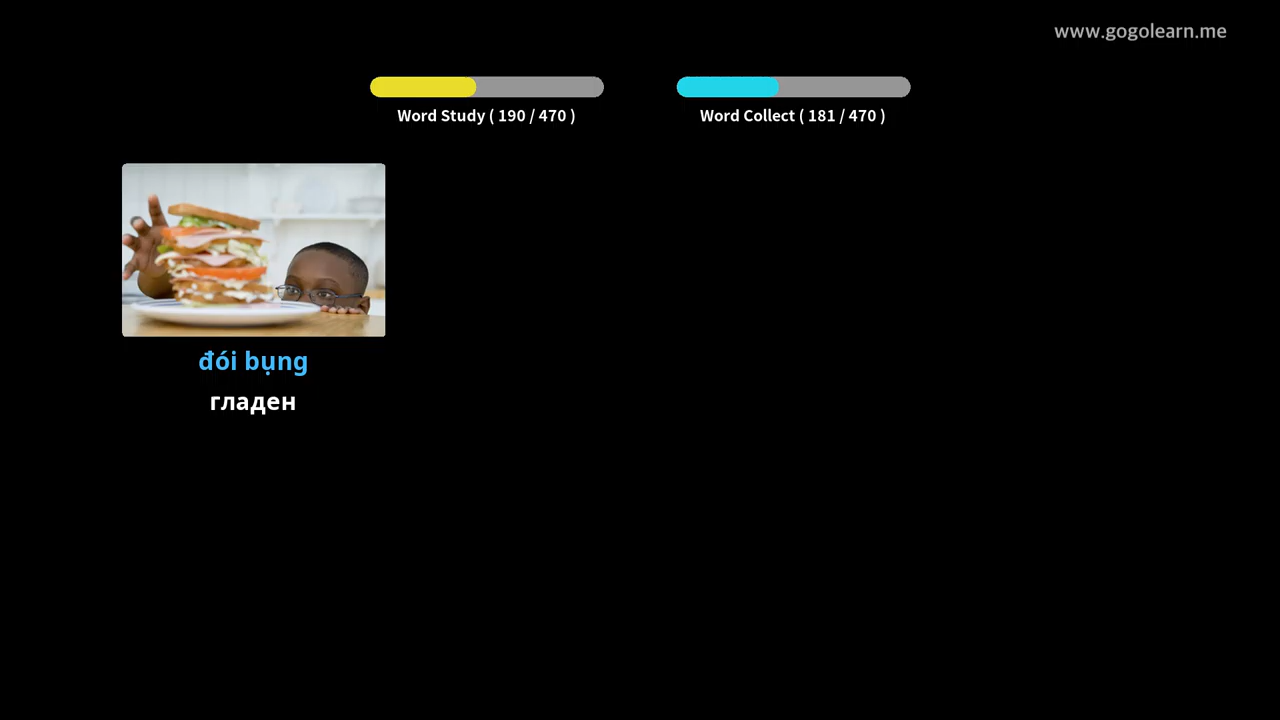 www.gogolearn.me
Word Study ( 190 / 470 )
Word Collect ( 181 / 470 )
đói bụng
гладен